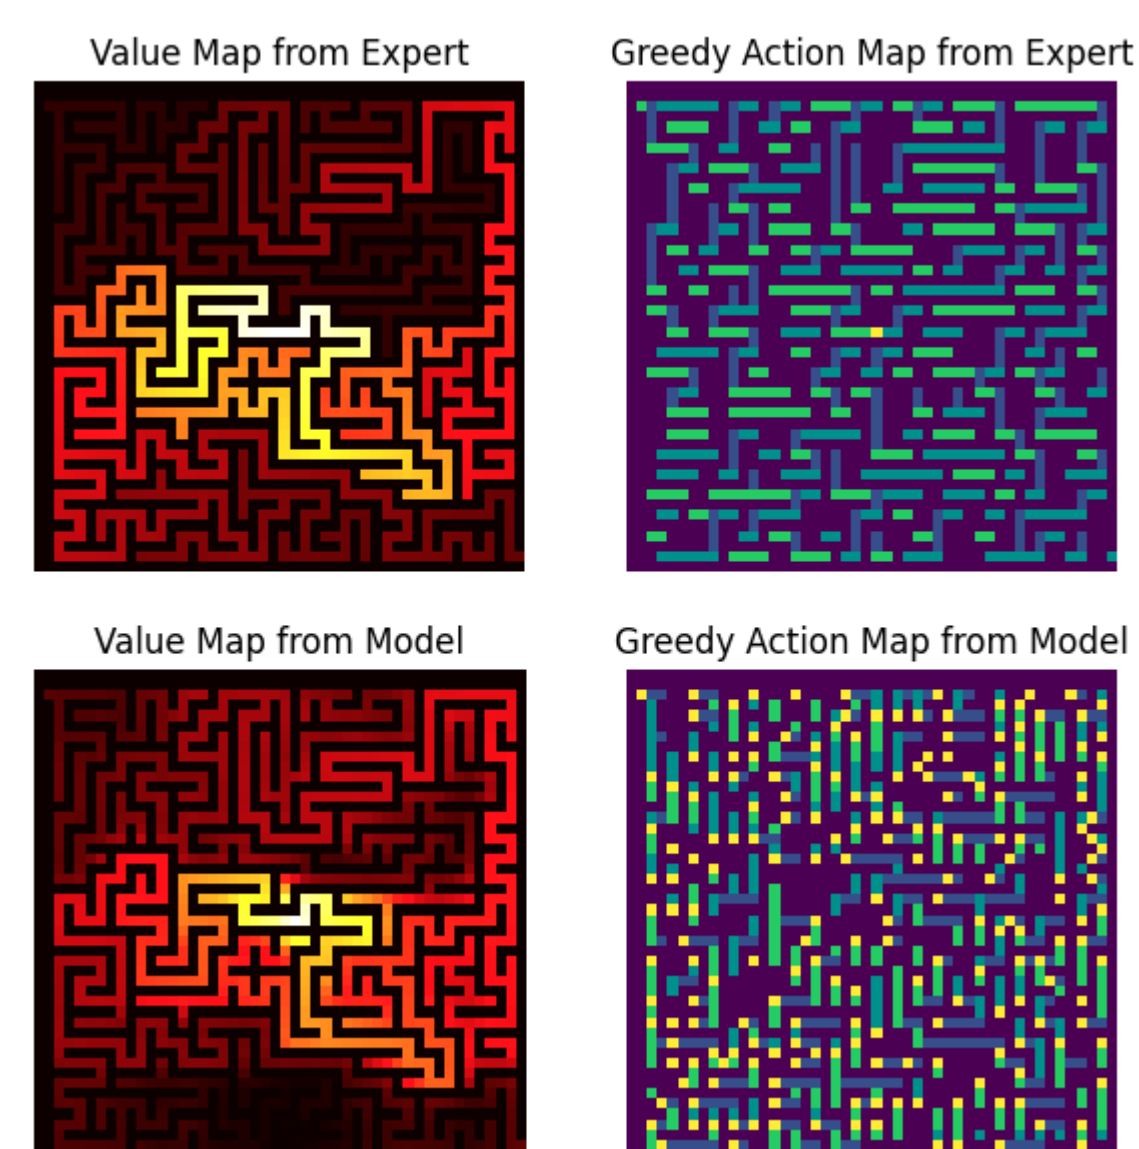 Value Map from Expert
Greedy Action Map from Expert
Value Map from Model
Greedy Action Map from Model